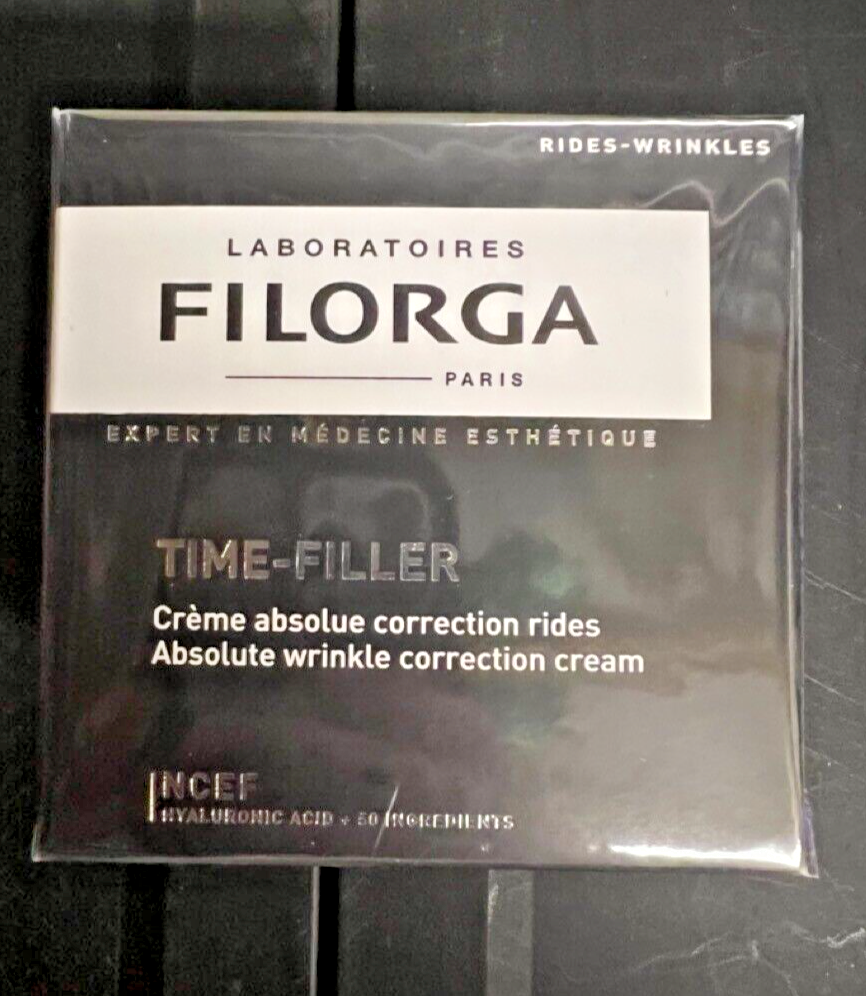 RIDES-WRINKLES
LABORATOIRES
FILORGA
PARIS
EXPERT EN MÉDECINE ESTHÉTIQUE
TIME-FILLER
Crème absolue correction rides
Absolute wrinkle correction cream
NCEF
HYALURONIC ACID + 50 INGREDIENTS